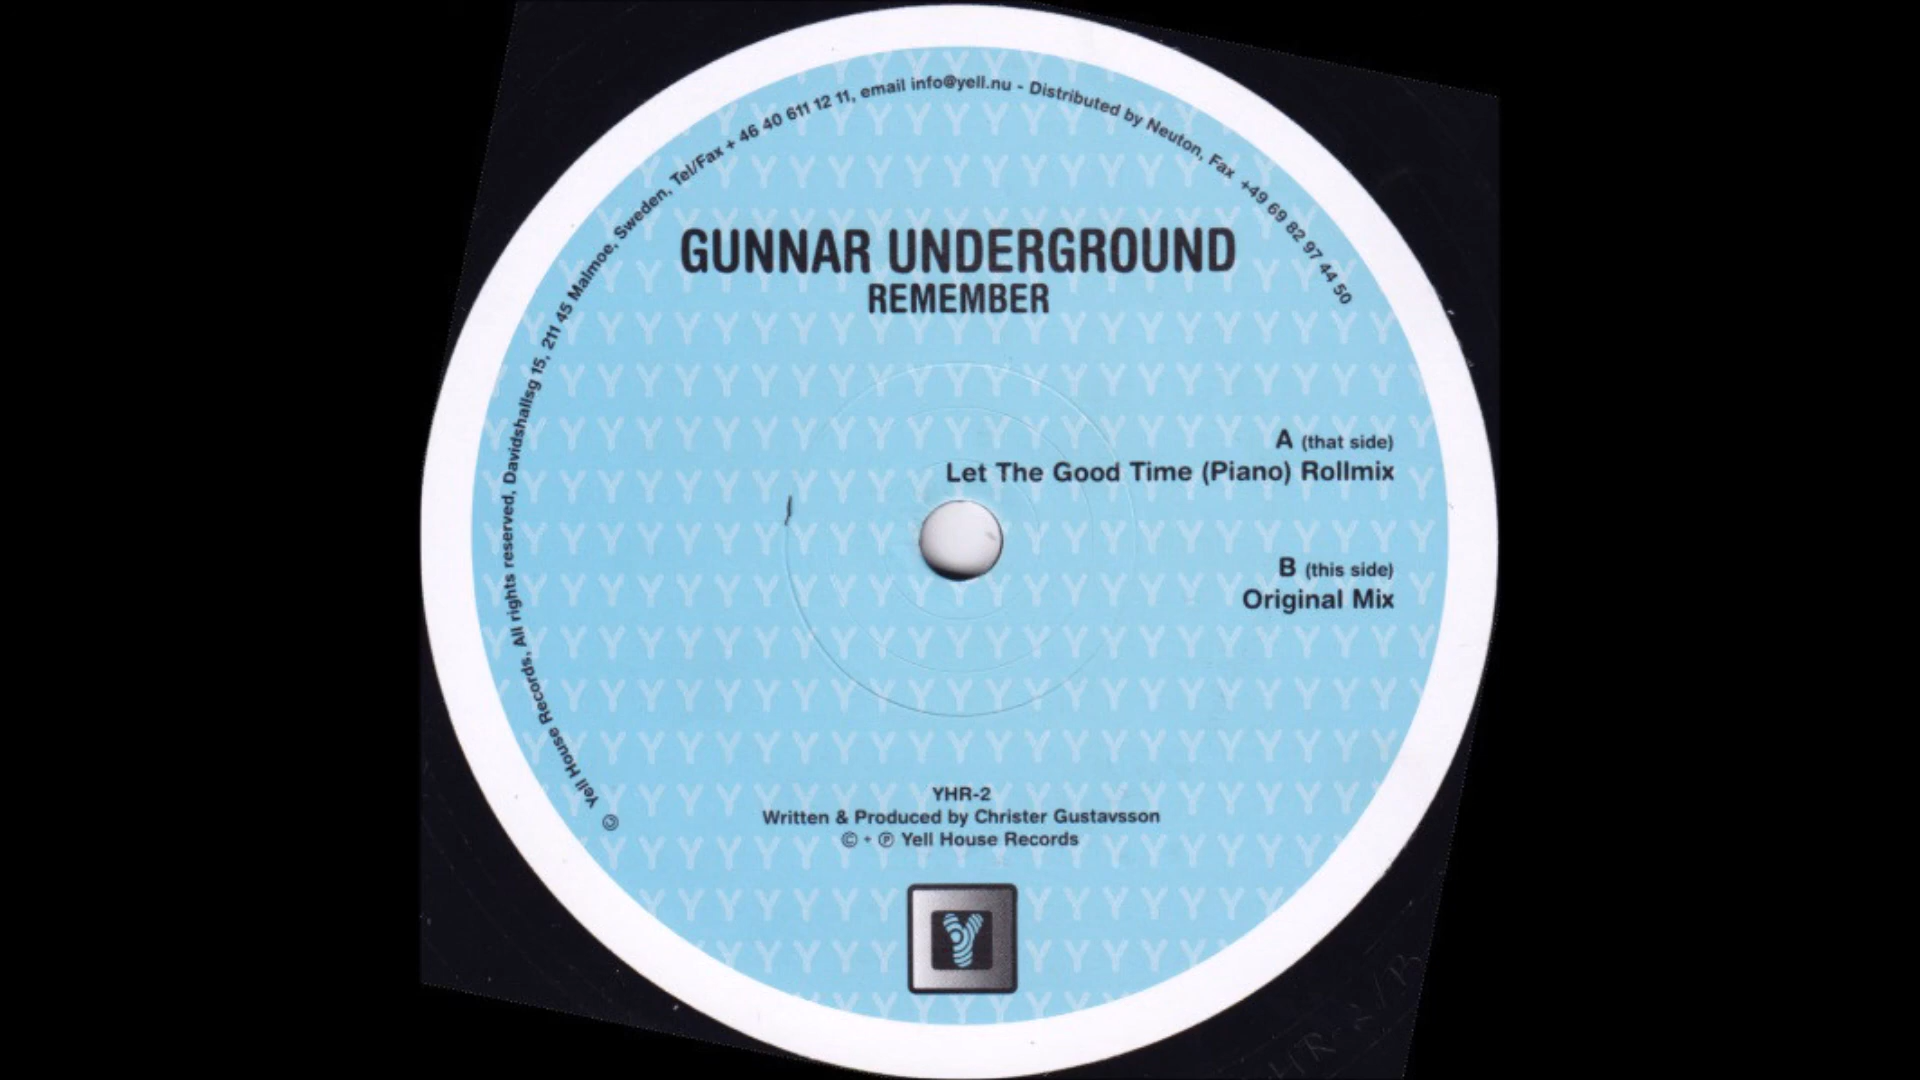 © Yell House Records, All rights reserved, Davidshallsg 15, 211 45 Malmoe, Sweden, Tel/Fax + 46 40 611 12 11, email info@yell.nu - Distributed by Neuton, Fax +49 69 82 97 44 50
GUNNAR UNDERGROUND
REMEMBER
A (that side)
Let The Good Time (Piano) Rollmix
B (this side)
Original Mix
YHR-2
Written & Produced by Christer Gustavsson
© + ℗ Yell House Records
Y